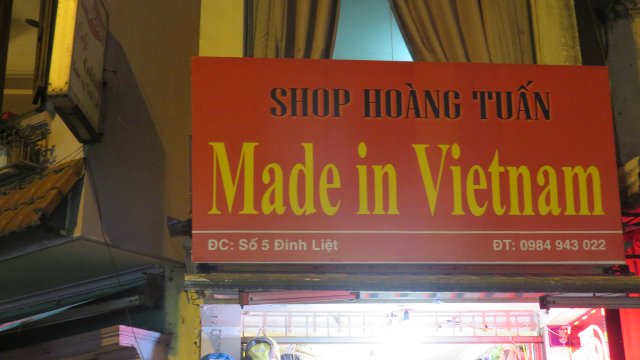 SHOP HOÀNG TUẤN
Made in Vietnam
ĐC: Số 5 Đinh Liệt ĐT: 0984 943 022